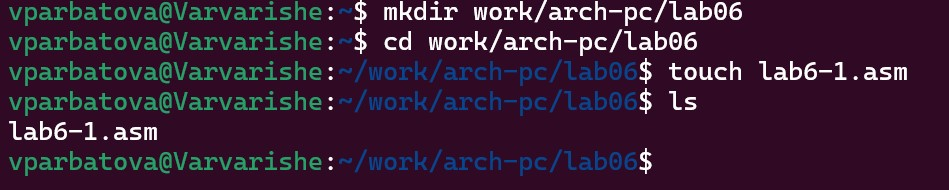 vparbatova@Varvarishe:~$ mkdir work/arch-pc/lab06
vparbatova@Varvarishe:~$ cd work/arch-pc/lab06
vparbatova@Varvarishe:~/work/arch-pc/lab06$ touch lab6-1.asm
vparbatova@Varvarishe:~/work/arch-pc/lab06$ ls
lab6-1.asm
vparbatova@Varvarishe:~/work/arch-pc/lab06$